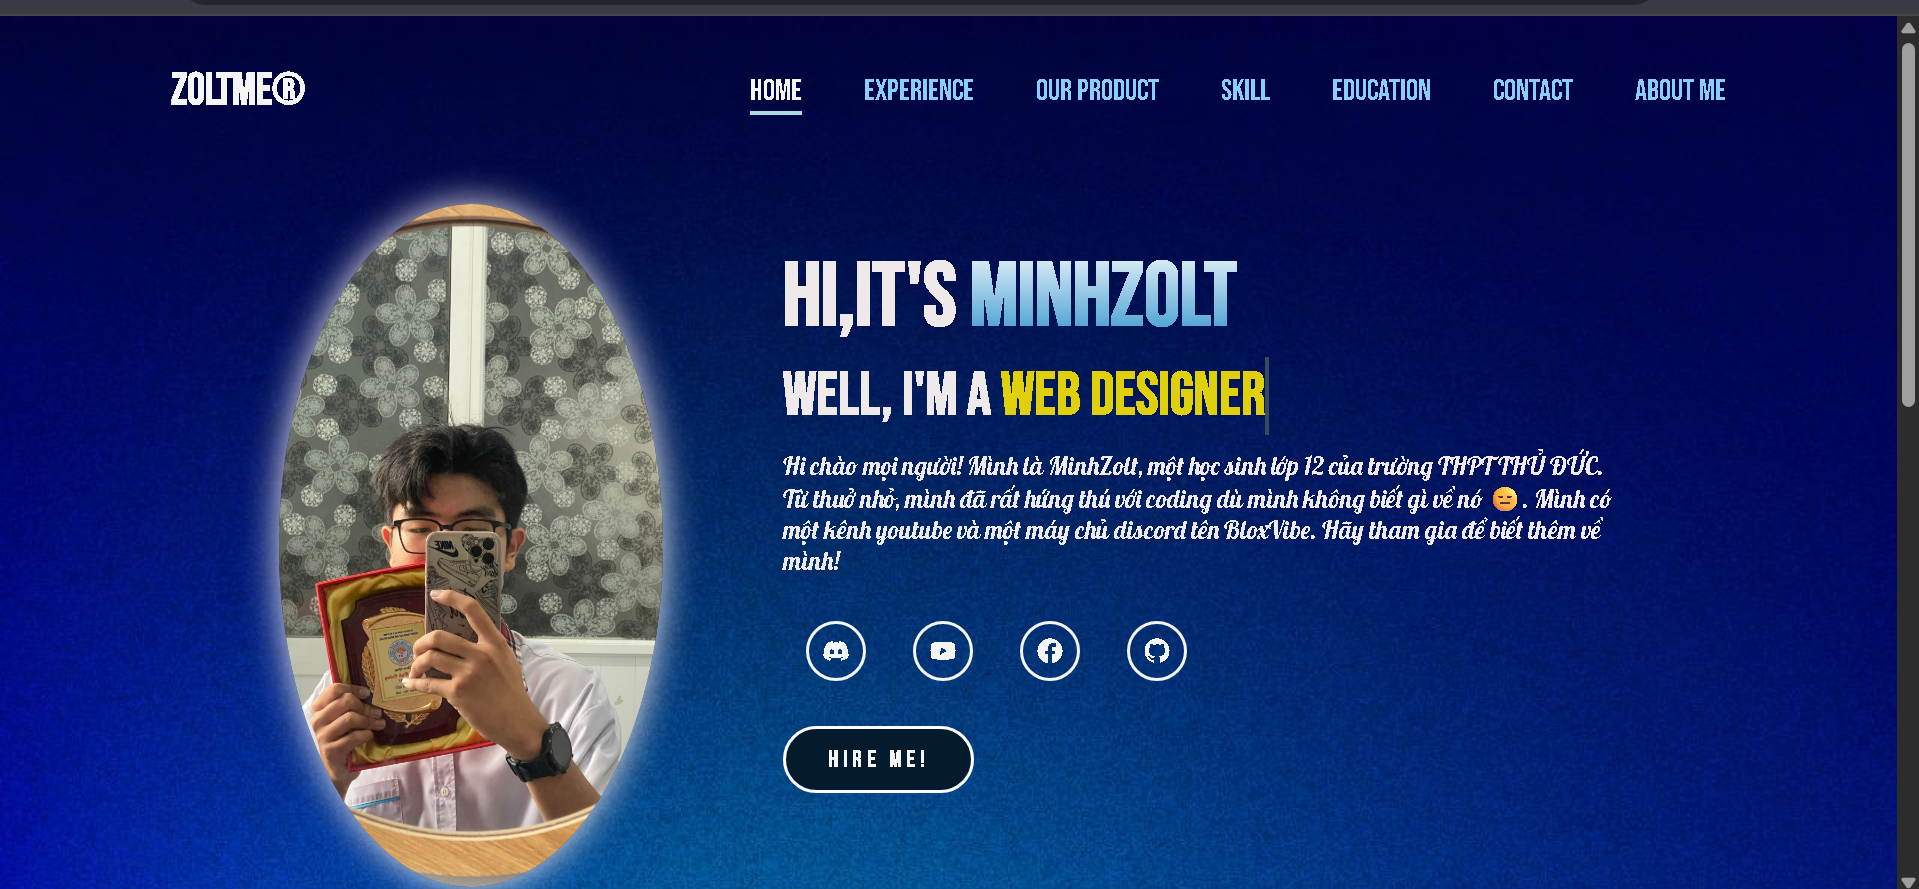 ZOLTME®
HOME
EXPERIENCE
OUR PRODUCT
SKILL
EDUCATION
CONTACT
ABOUT ME
HI,IT'S MINHZOLT
WELL, I'M A WEB DESIGNER
Hi chào mọi người! Mình là MinhZolt, một học sinh lớp 12 của trường THPT THỦ ĐỨC.
Từ thuở nhỏ, mình đã rất hứng thú với coding dù mình không biết gì về nó 😑 . Mình có
một kênh youtube và một máy chủ discord tên BloxVibe. Hãy tham gia để biết thêm về
mình!
HIRE ME!